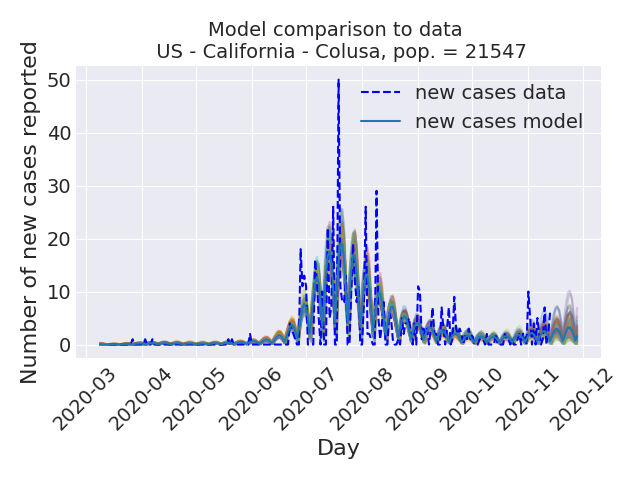 Model comparison to data
US - California - Colusa, pop. = 21547
Number of new cases reported
50
40
30
20
10
0
new cases data
new cases model
2020-03
2020-04
2020-05
2020-06
2020-07
2020-08
2020-09
2020-10
2020-11
2020-12
Day